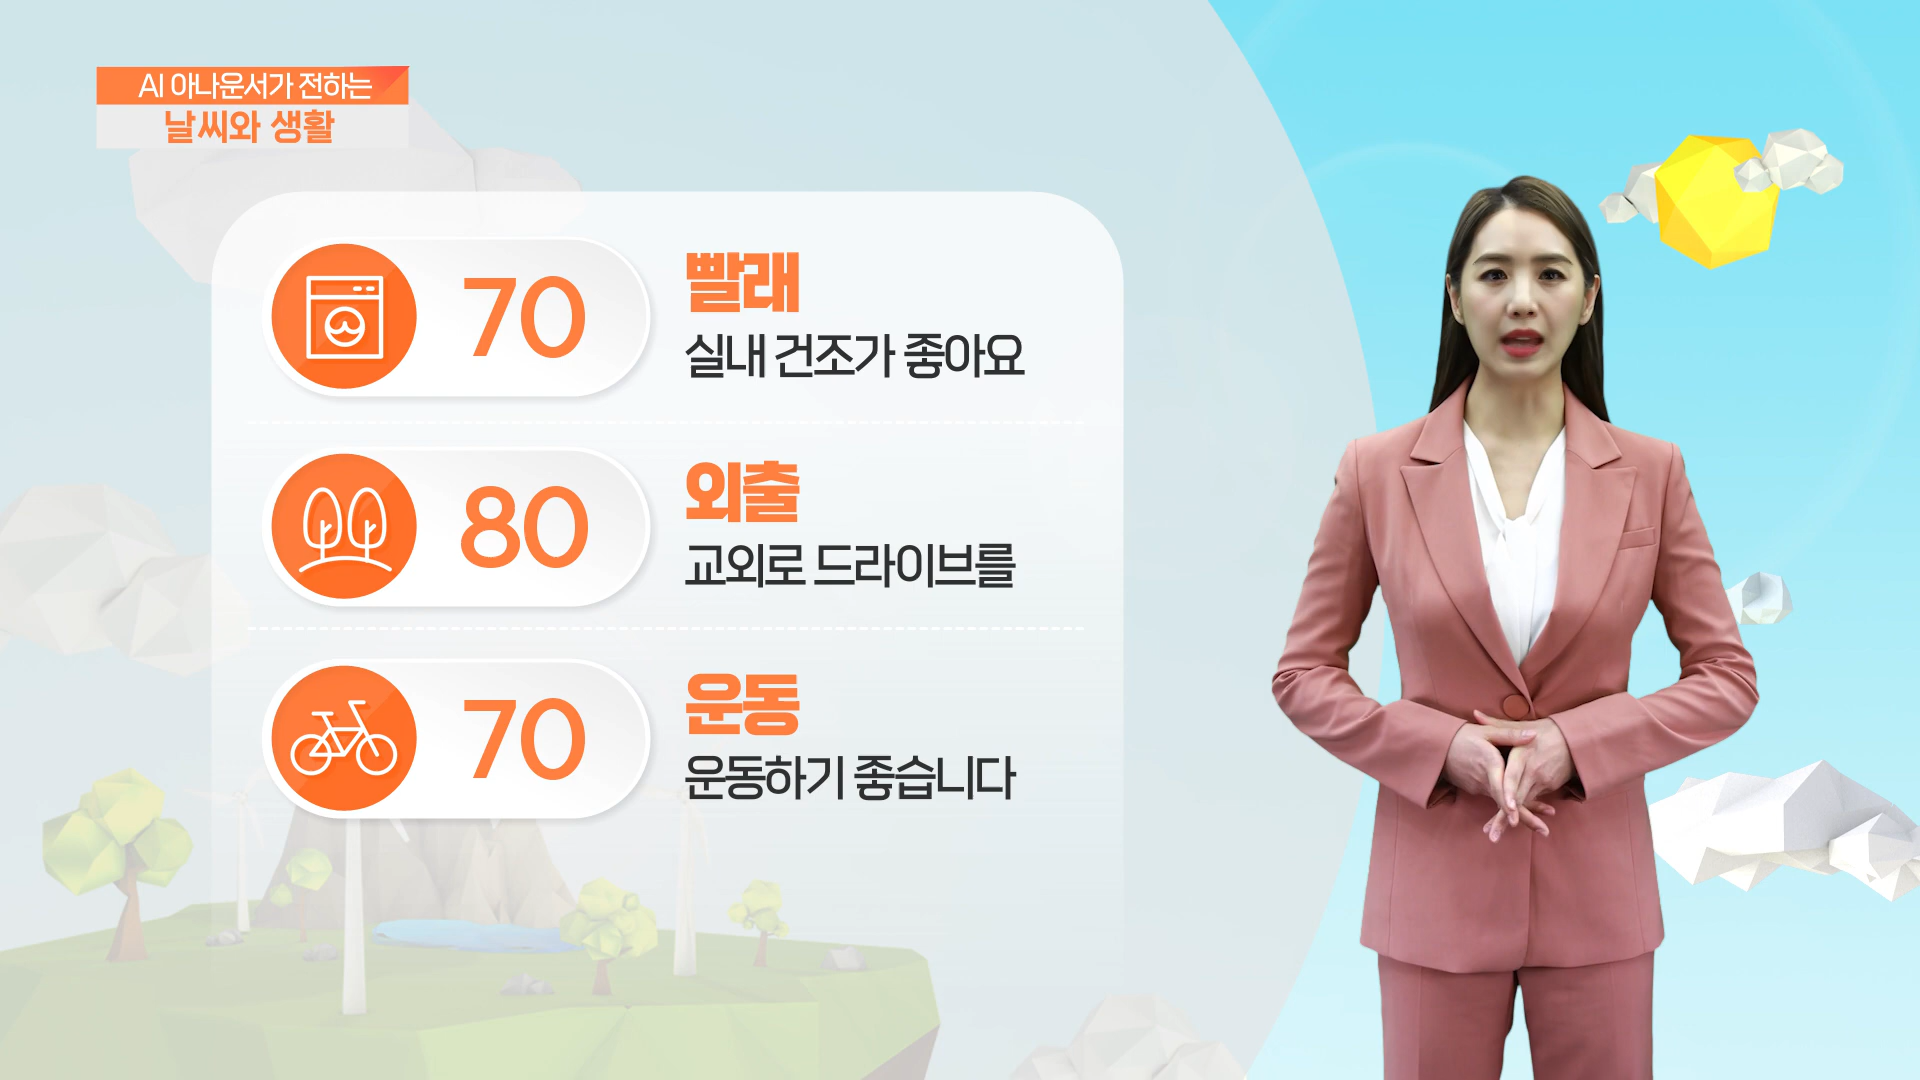 AI 아나운서가 전하는
날씨와 생활
70
빨래
실내 건조가 좋아요
80
외출
교외로 드라이브를
70
운동
운동하기 좋습니다